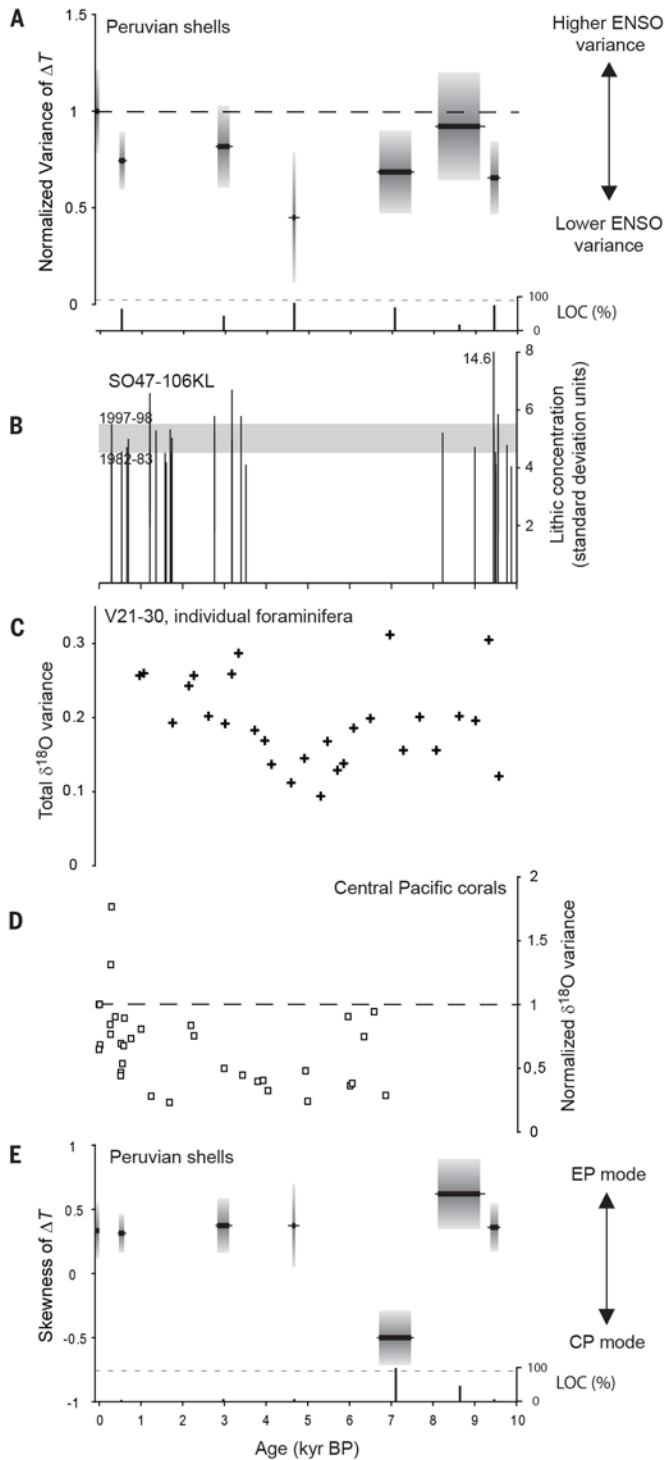 A
Peruvian shells
1.5
1
0.5
0
Normalized Variance of ΔT
Higher ENSO
variance
Lower ENSO
variance
100
0
LOC (%)
B
SO47-106KL
14.6
1997-98
1982-83
8
6
4
2
Lithic concentration
(standard deviation units)
C
V21-30, individual foraminifera
0.3
0.2
0.1
0
Total δ18O variance
D
Central Pacific corals
2
1.5
1
0,5
0
Normalized δ18O variance
E
Peruvian shells
1
0.5
0
-0.5
-1
Skewness of ΔT
EP mode
CP mode
100
0
LOC (%)
0 1 2 3 4 5 6 7 8 9 10
Age (kyr BP)